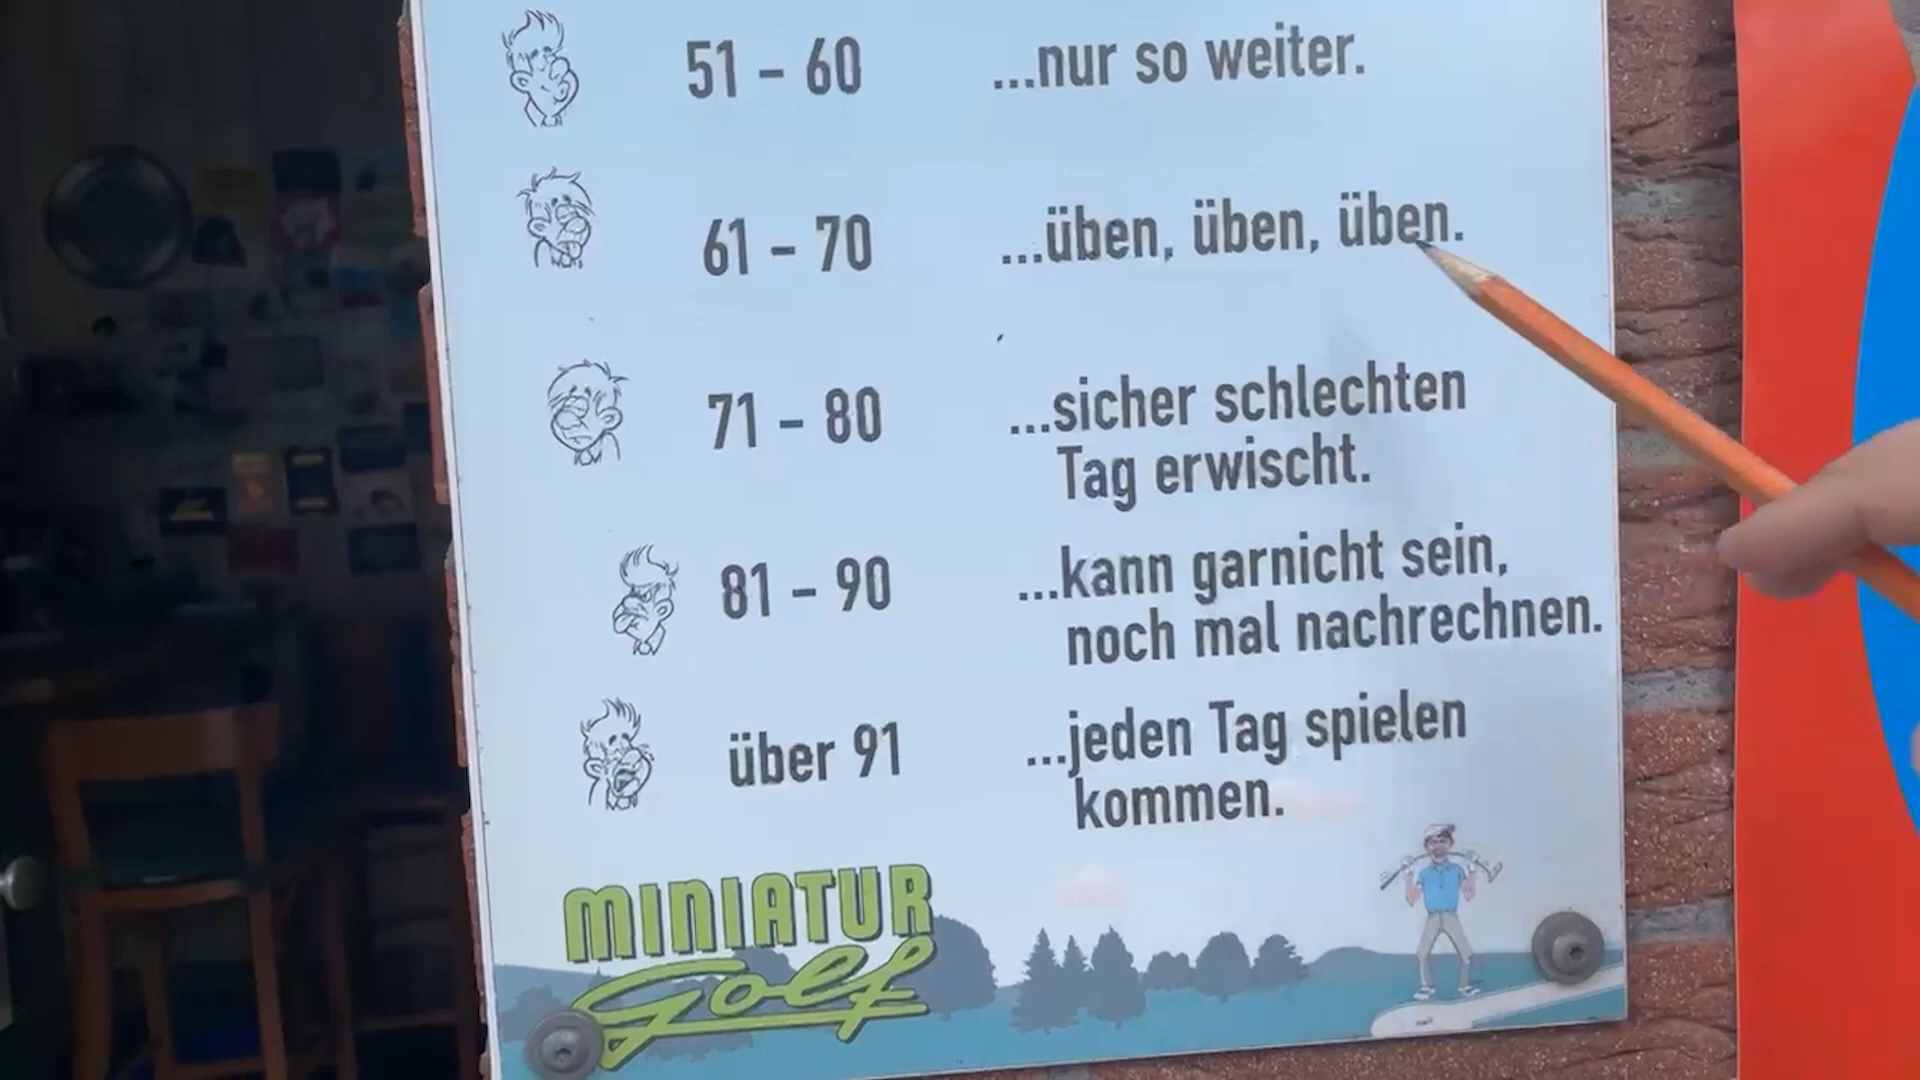 51 – 60 ...nur so weiter.
61 – 70 ...üben, üben, üben.
71 – 80 ...sicher schlechten
Tag erwischt.
81 – 90 ...kann garnicht sein,
noch mal nachrechnen.
über 91 ...jeden Tag spielen
kommen.
MINIATUR
Golf